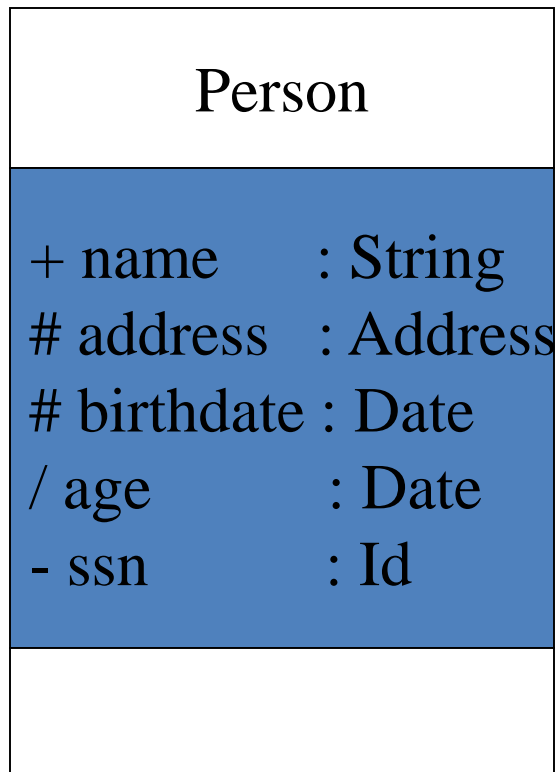 Person
+ name : String
# address : Address
# birthdate : Date
/ age : Date
- ssn : Id